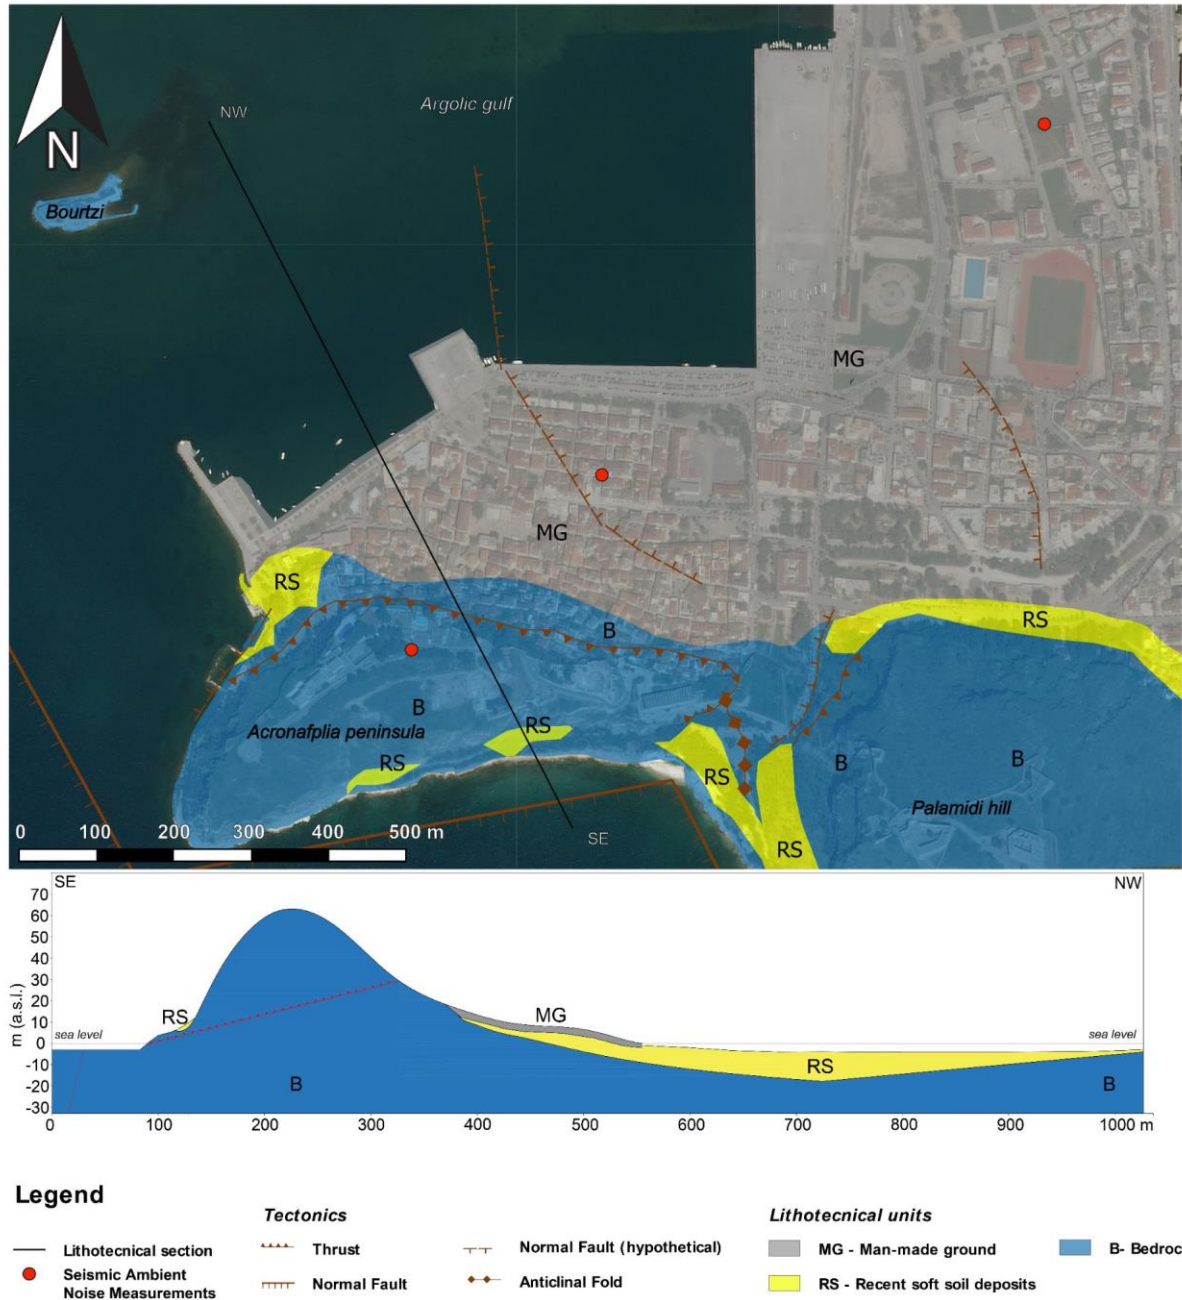 NW
Argolic gulf
N
Bourtzi
MG
MG
RS
RS
B
B
Acronafplia peninsula
RS
RS
RS
B
B
Palamidi hill
RS
SE
0 100 200 300 400 500 m
SE
NW
70
60
50
40
30
20
10
0
-10
-20
-30
m (a.s.l.)
RS
MG
sea level
sea level
RS
B
B
0 100 200 300 400 500 600 700 800 900 1000 m
Legend
Tectonics
Lithotecnical units
Lithotecnical section
Thrust
Normal Fault (hypothetical)
MG - Man-made ground
B- Bedroc
Seismic Ambient
Noise Measurements
Normal Fault
Anticlinal Fold
RS - Recent soft soil deposits